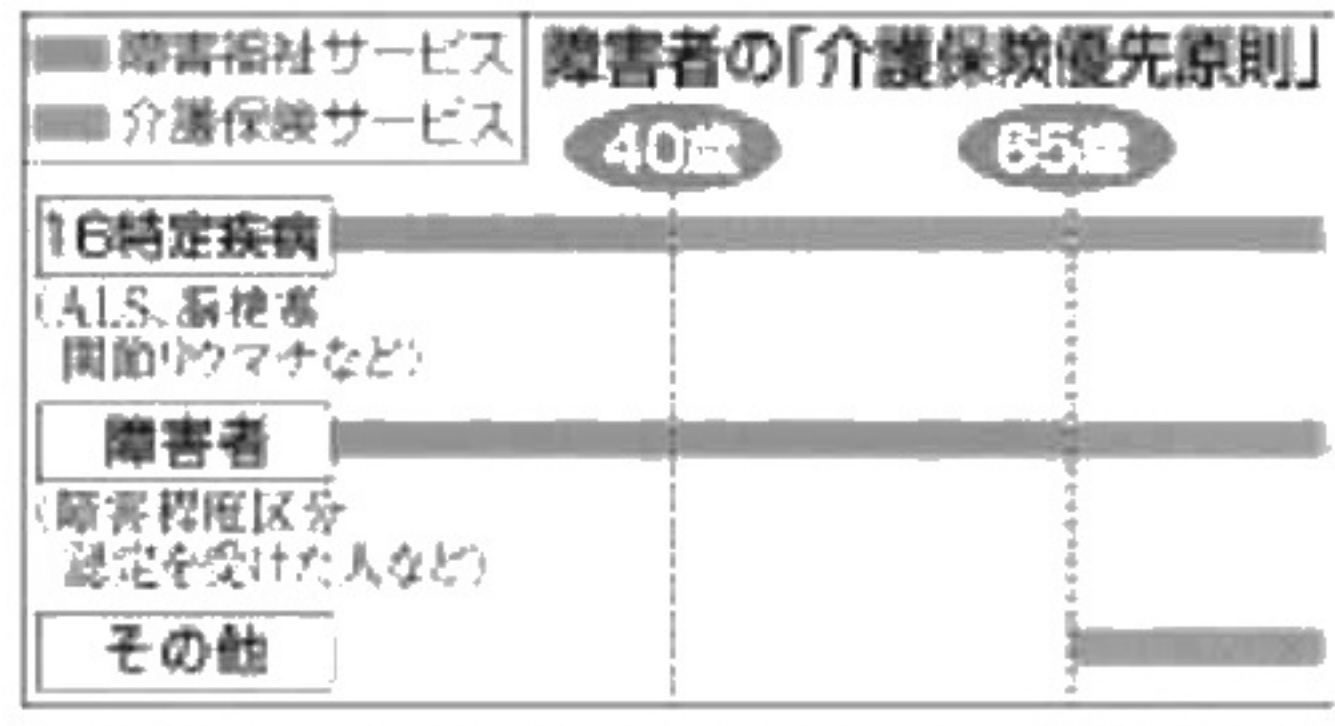 障害福祉サービス
介護保険サービス
障害者の「介護保険優先原則」
40歳
65歳
16特定疾病
(ALS、脳梗塞
関節リウマチなど)
障害者
(障害程度区分
認定を受けた人など)
その他